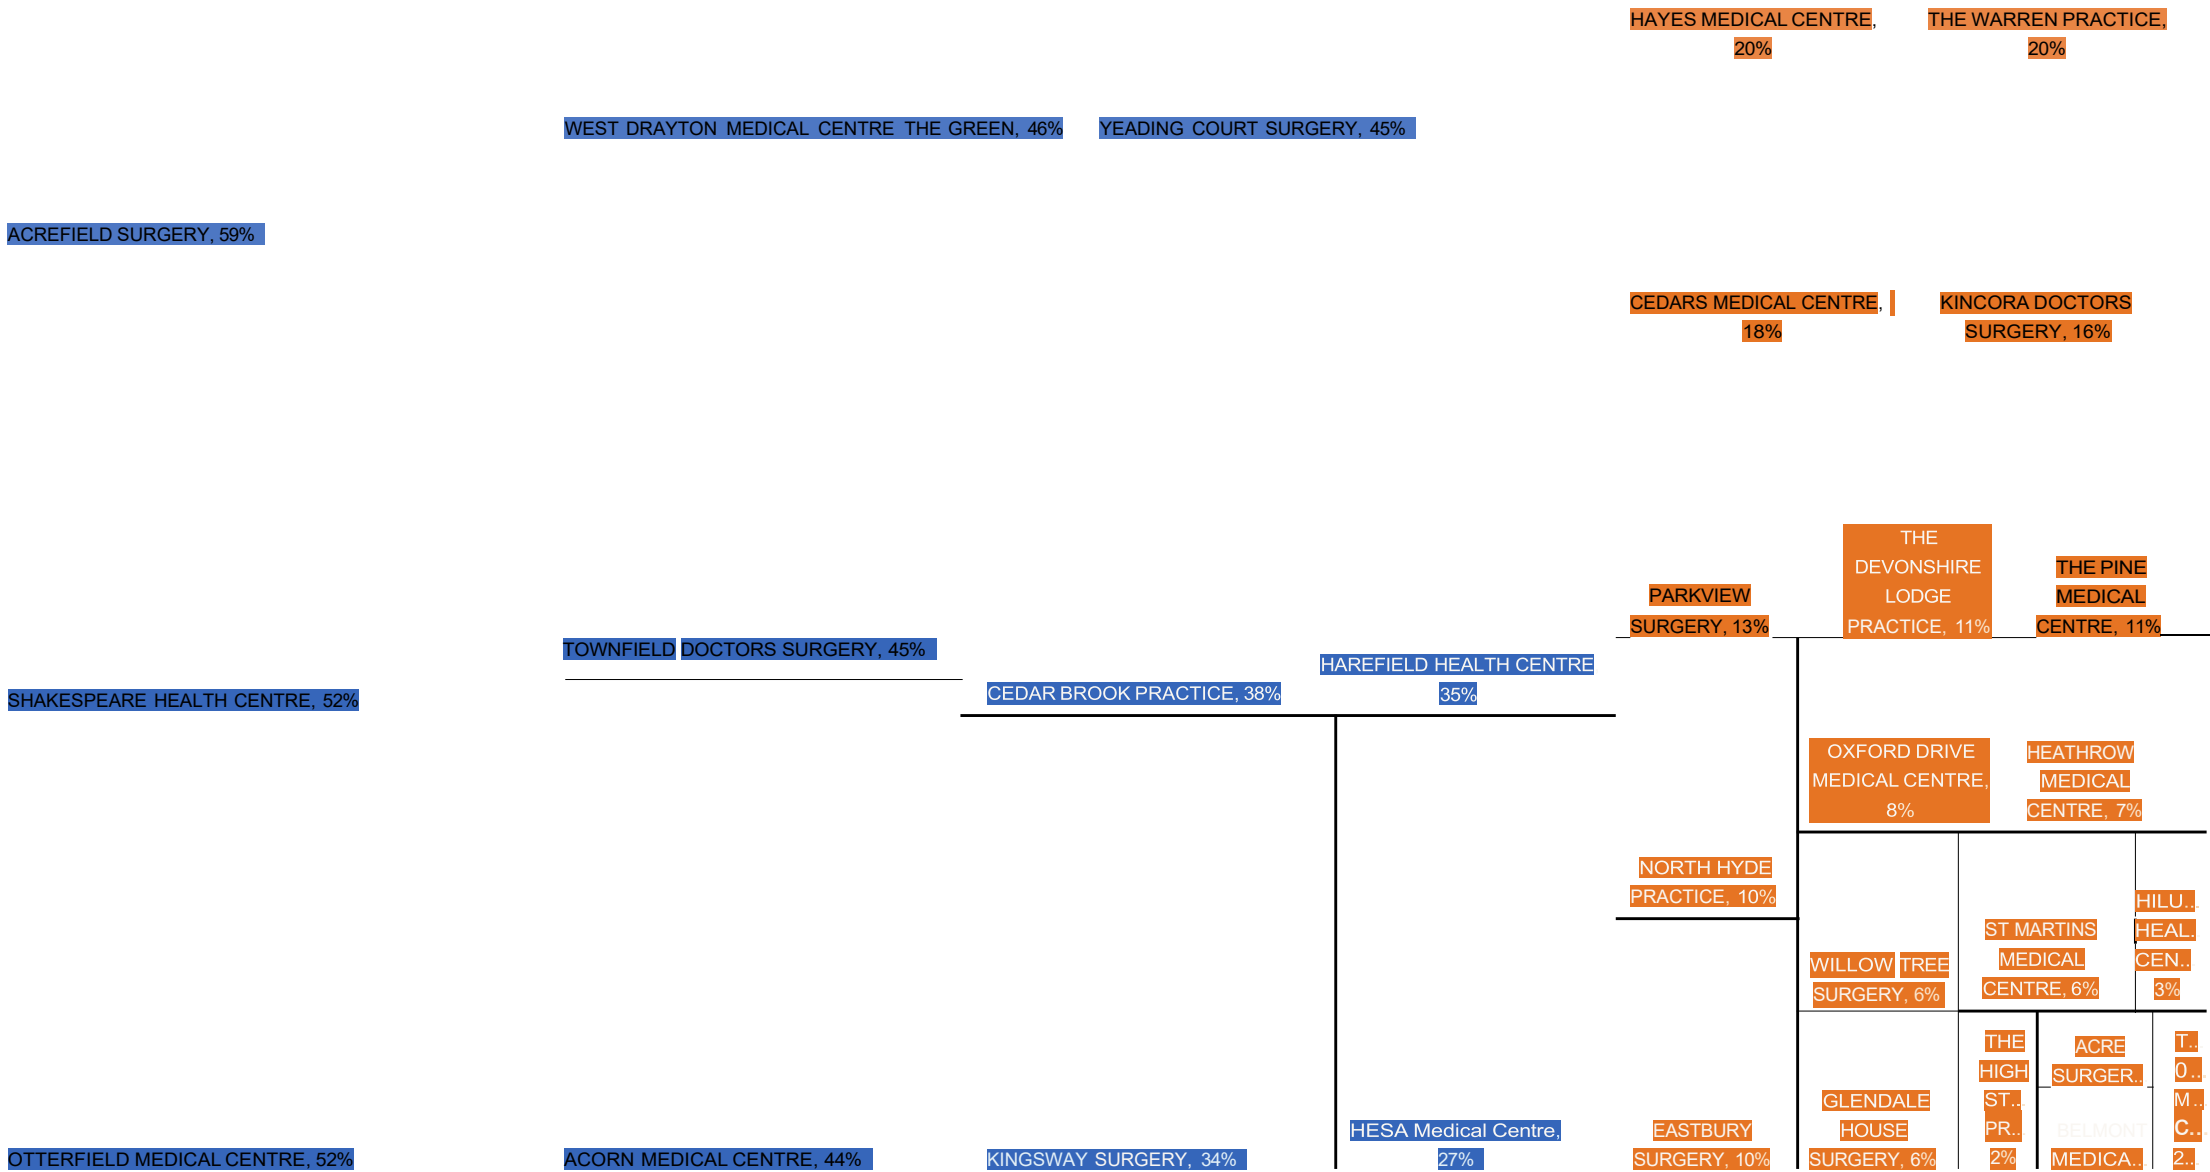 HAYES MEDICAL CENTRE,
20%
THE WARREN PRACTICE,
20%
WEST DRAYTON MEDICAL CENTRE THE GREEN, 46%
YEADING COURT SURGERY, 45%
ACREFIELD SURGERY, 59%
CEDARS MEDICAL CENTRE,
18%
KINCORA DOCTORS
SURGERY, 16%
THE
DEVONSHIRE
LODGE
PRACTICE, 11%
THE PINE
MEDICAL
CENTRE, 11%
PARKVIEW
SURGERY, 13%
TOWNFIELD DOCTORS SURGERY, 45%
HAREFIELD HEALTH CENTRE
35%
CEDAR BROOK PRACTICE, 38%
SHAKESPEARE HEALTH CENTRE, 52%
OXFORD DRIVE
MEDICAL CENTRE,
8%
HEATHROW
MEDICAL
CENTRE, 7%
NORTH HYDE
PRACTICE, 10%
WILLOW TREE
SURGERY, 6%
ST MARTINS
MEDICAL
CENTRE, 6%
HILU...
HEAL.
CEN...
3%
THE
HIGH
ST...
PR...
2%
ACRE
SURGER..
BELMONT
MEDICA...
T..
0...
M...
C...
2...
GLENDALE
HOUSE
SURGERY, 6%
EASTBURY
SURGERY, 10%
HESA Medical Centre,
27%
KINGSWAY SURGERY, 34%
ACORN MEDICAL CENTRE, 44%
OTTERFIELD MEDICAL CENTRE, 52%